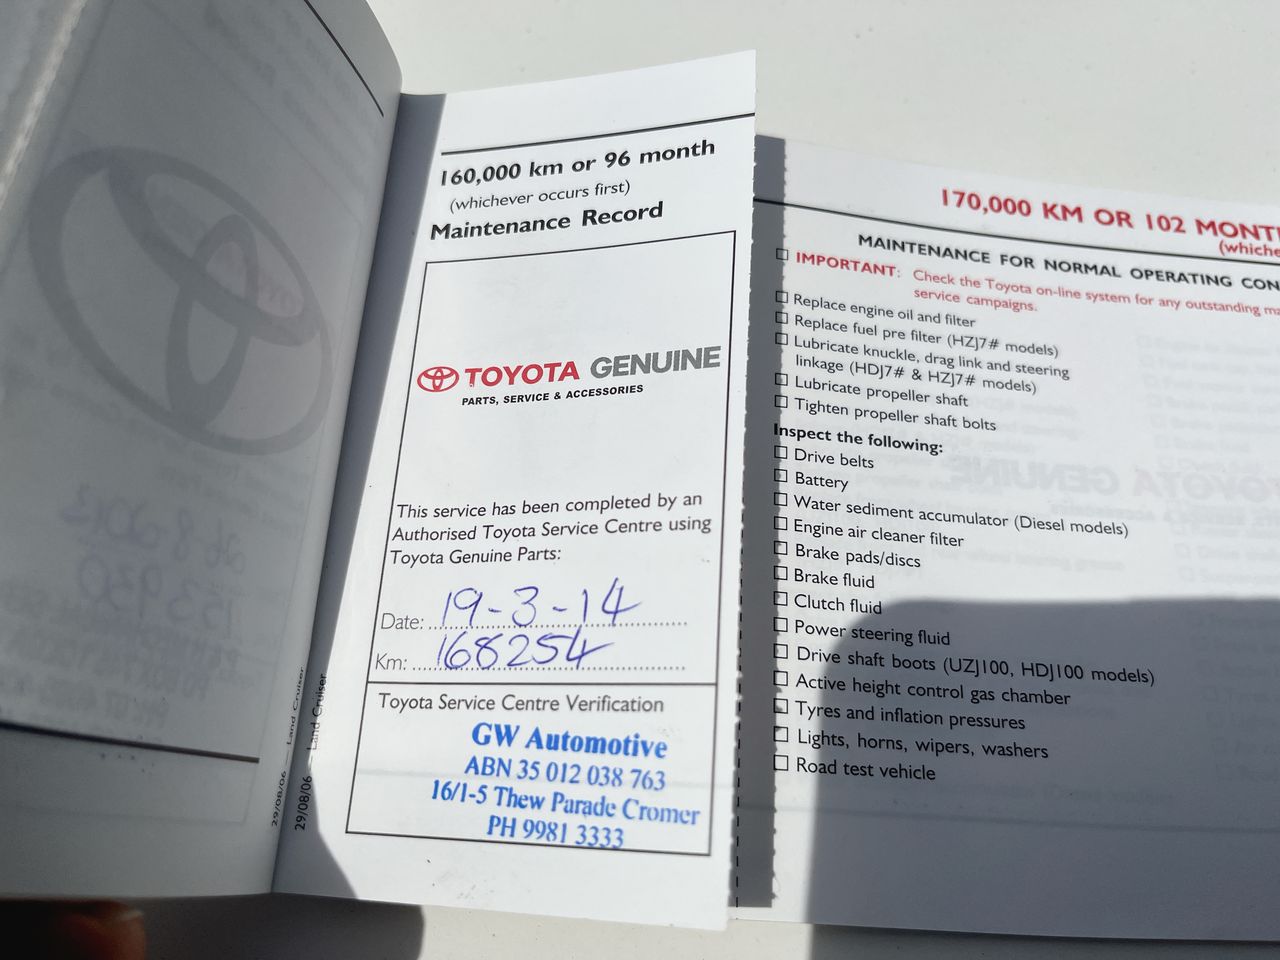 160,000 km or 96 month
(whichever occurs first)
Maintenance Record
TOYOTA GENUINE
PARTS, SERVICE & ACCESSORIES
This service has been completed by an
Authorised Toyota Service Centre using
Toyota Genuine Parts:
Date: 19-3-14
Km: 168254
Toyota Service Centre Verification
GW Automotive
ABN 35 012 038 763
16/1-5 Thew Parade Cromer
PH 9981 3333
29/08/06 — Land Cruiser
29/08/06 — Land Cruiser
170,000 KM OR 102 MONT
(whiche
MAINTENANCE FOR NORMAL OPERATING CON
IMPORTANT: Check the Toyota on-line system for any outstanding
service campaigns.
Replace engine oil and filter
Replace fuel pre filter (HZJ7# models)
Lubricate knuckle, drag link and steering
linkage (HDJ7# & HZJ7# models)
Lubricate propeller shaft
Tighten propeller shaft bolts
Inspect the following:
Drive belts
Battery
Water sediment accumulator (Diesel models)
Engine air cleaner filter
Brake pads/discs
Brake fluid
Clutch fluid
Power steering fluid
Drive shaft boots (UZJ100, HDJ100 models)
Active height control gas chamber
Tyres and inflation pressures
Lights, horns, wipers, washers
Road test vehicle